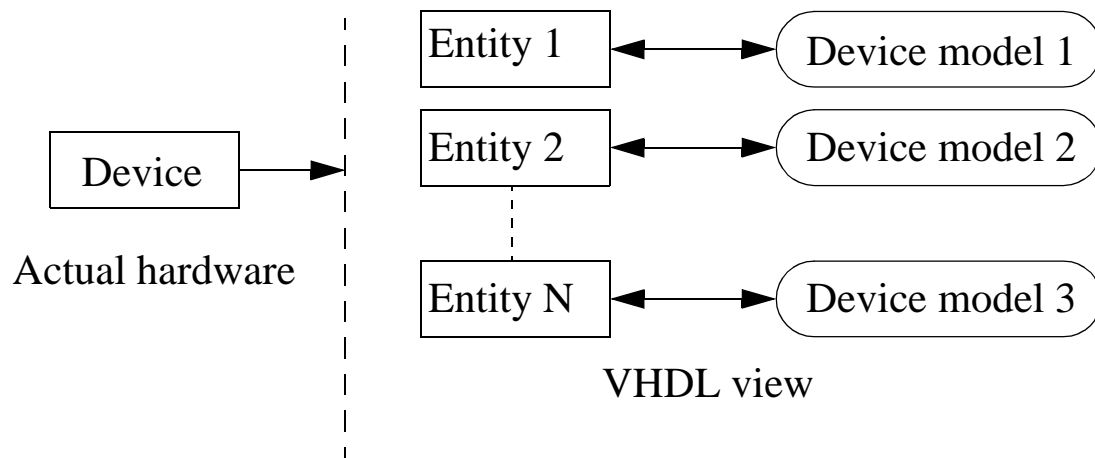 Entity 1
Device model 1
Entity 2
Device model 2
Device
Actual hardware
Entity N
Device model 3
VHDL view